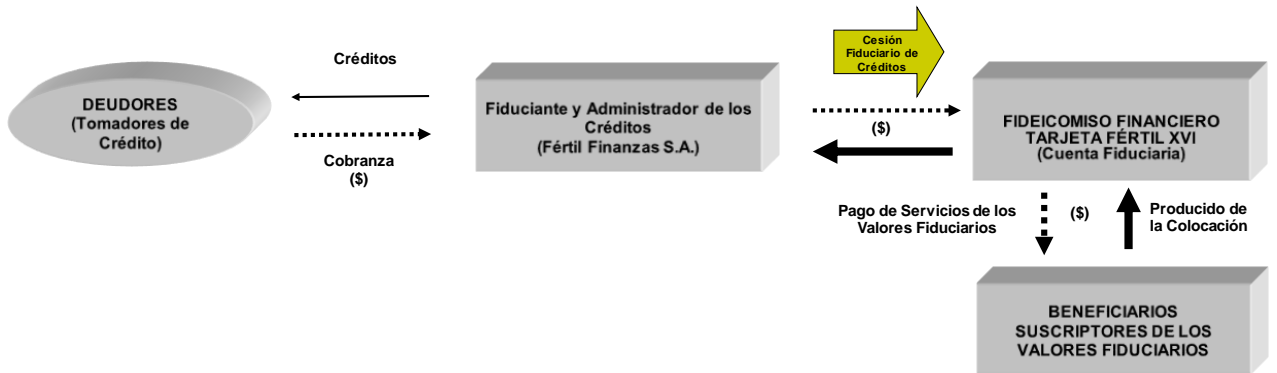 Cesión
Fiduciario de
Créditos
Créditos
DEUDORES
(Tomadores de
Crédito)
Cobranza
($)
Fiduciante y Administrador de los
Créditos
(Fértil Finanzas S.A.)
($)
FIDEICOMISO FINANCIERO
TARJETA FÉRTIL XVI
(Cuenta Fiduciaria)
Pago de Servicios de los
Valores Fiduciarios
($)
Producido de
la Colocación
BENEFICIARIOS
SUSCRIPTORES DE LOS
VALORES FIDUCIARIOS